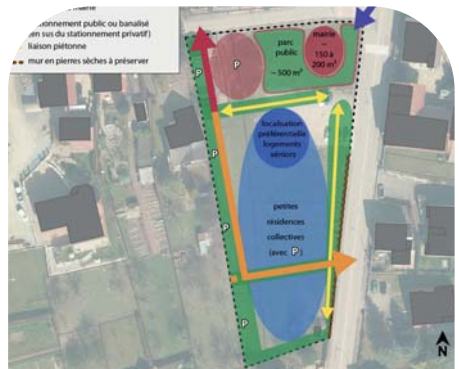 mairie
stationnement public ou banalisé
(en sus du stationnement privatif)
liaison piétonne
mur en pierres sèches à préserver
P
P
parc
public
~500 m²
mairie
~
150 à
200 m²
P
localisation
préférentielle
logements
séniors
P
petites
résidences
collectives
(avec P)
P
P
N